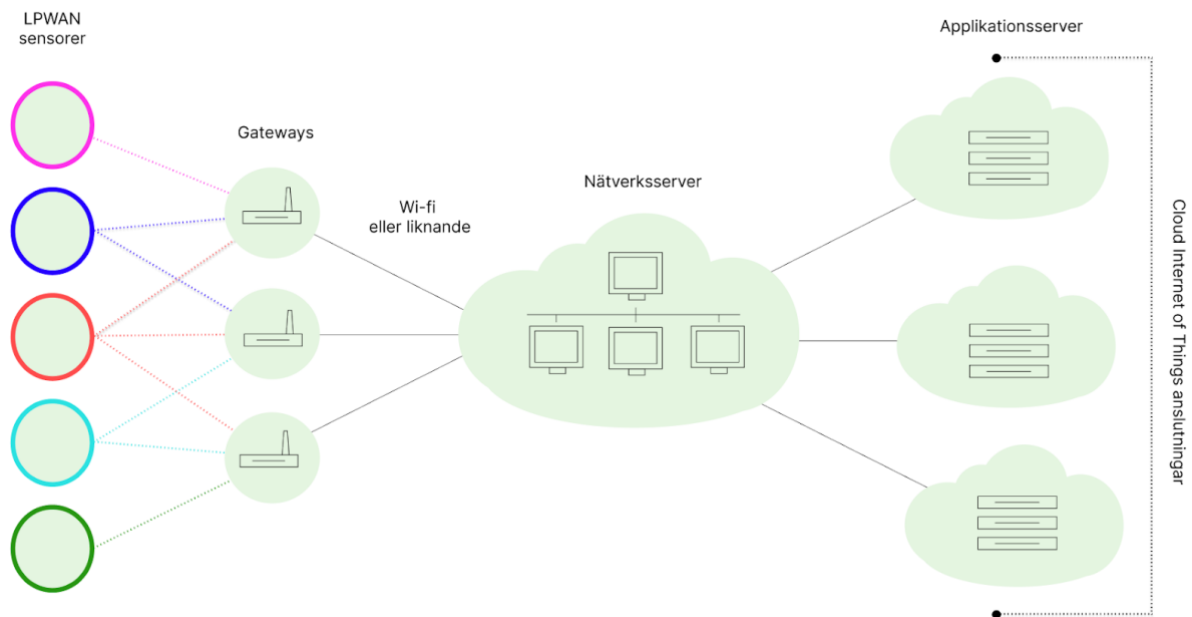 LPWAN
sensorer
Gateways
Wi-fi
eller liknande
Nätverksserver
Applikationsserver
Cloud Internet of Things anslutningar